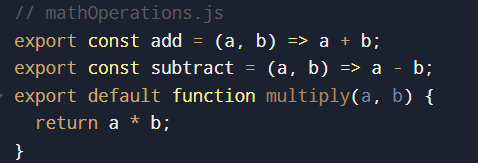 // mathOperations.js
export const add = (a, b) => a + b;
export const subtract = (a, b) => a - b;
export default function multiply(a, b) {
  return a * b;
}